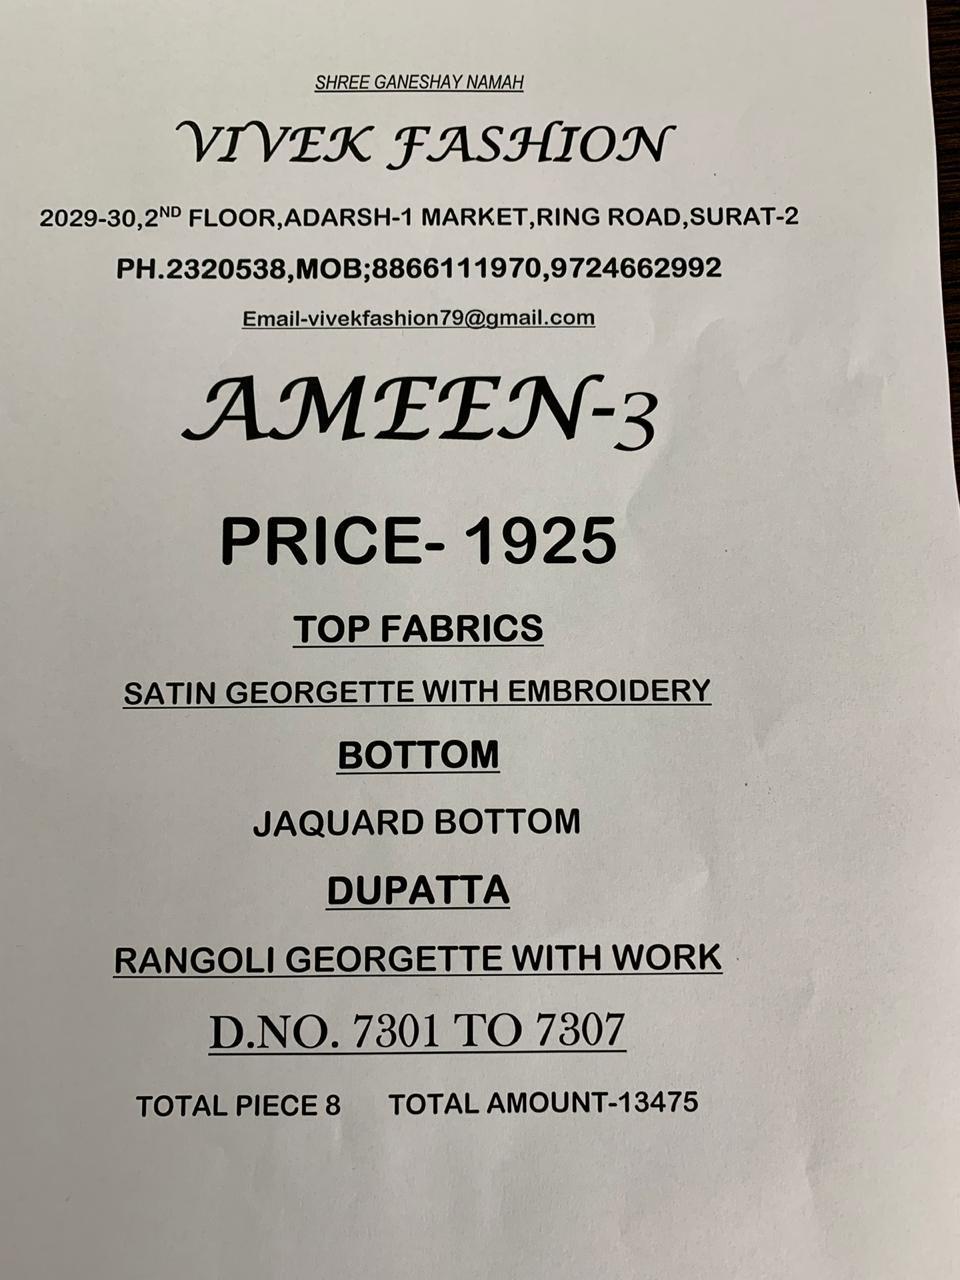 SHREE GANESHAY NAMAH
VIVEK FASHION
2029-30,2ND FLOOR,ADARSH-1 MARKET,RING ROAD,SURAT-2
PH.2320538,MOB;8866111970,9724662992
Email-vivekfashion79@gmail.com
AMEEN-3
PRICE- 1925
TOP FABRICS
SATIN GEORGETTE WITH EMBROIDERY
BOTTOM
JAQUARD BOTTOM
DUPATTA
RANGOLI GEORGETTE WITH WORK
D.NO. 7301 TO 7307
TOTAL PIECE 8 TOTAL AMOUNT-13475